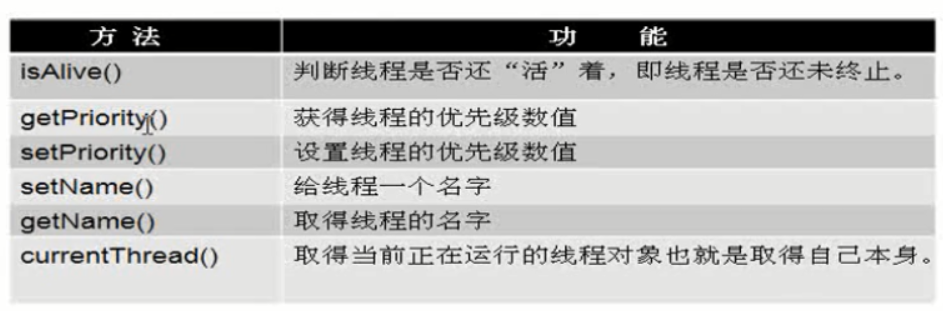 方 法 功 能
isAlive() 判断线程是否还“活”着，即线程是否还未终止。
getPriority() 获得线程的优先级数值
setPriority() 设置线程的优先级数值
setName() 给线程一个名字
getName() 取得线程的名字
currentThread() 取得当前正在运行的线程对象也就是取得自己本身。